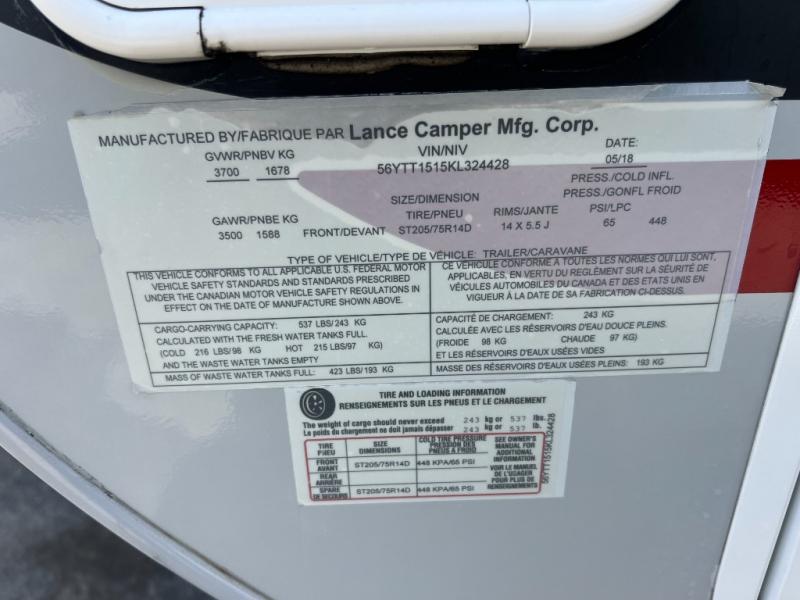 MANUFACTURED BY/FABRIQUE PAR Lance Camper Mfg. Corp.
GVWR/PNBV KG VIN/NIV DATE:
3700 1678 56YTT1515KL324428 05/18
PRESS./COLD INFL.
SIZE/DIMENSION PRESS./GONFL FROID
GAWR/PNBE KG TIRE/PNEU RIMS/JANTE PSI/LPC
3500 1588 FRONT/DEVANT ST205/75R14D 14 X 5.5 J 65 448
TYPE OF VEHICLE/TYPE DE VÉHICULE: TRAILER/CARAVANE
THIS VEHICLE CONFORMS TO ALL APPLICABLE U.S. FEDERAL MOTOR
VEHICLE SAFETY STANDARDS AND STANDARDS PRESCRIBED
UNDER THE CANADIAN MOTOR VEHICLE SAFETY REGULATIONS IN
EFFECT ON THE DATE OF MANUFACTURE SHOWN ABOVE.
CE VÉHICULE CONFORME A TOUTES LES NORMES QUI LUI SONT
APPLICABLES, EN VERTU DU REGLMENT SUR LA SÉCURITÉ DE
VÉICULES AUTOMOBILES DU CANADA ET DES ETATS UNIS EN
VIGUEUR À LA DATE DE SA FABRICATION CI-DESSUS.
CARGO-CARRYING CAPACITY: 537 LBS/243 KG
CALCULATED WITH THE FRESH WATER TANKS FULL.
(COLD 216 LBS/98 KG HOT 215 LBS/97 KG)
AND THE WASTE WATER TANKS EMPTY
MASS OF WASTE WATER TANKS FULL: 423 LBS/193 KG
CAPACITÉ DE CHARGEMENT: 243 KG
CALCULÉE AVEC LES RÉSERVOIRS D'EAU DOUCE PLEINS.
(FROIDE 98 KG CHAUDE 97 KG)
ET LES RÉSERVOIRS D'EAUX USÉES VIDES
MASSE DES RÉSERVOIRS D'EAUX USÉES PLEINS: 193 KG
TIRE AND LOADING INFORMATION
RENSEIGNEMENTS SUR LES PNEUS ET LE CHARGEMENT
The weight of cargo should never exceed 243 kg or 537 lbs.
Le poids du chargement ne doit jamais dépasser 243 kg or 537 lb.
TIRE
PNEU
SIZE
DIMENSIONS
COLD TIRE PRESSURE
PRESSION DES
PNEUS A FROID
SEE OWNER'S
MANUAL FOR
ADDITIONAL
INFORMATION
VOIR LE MANUEL
DE L'USAGER
POUR PLUS DE
RENSEIGNEMENTS
FRONT
AVANT
ST205/75R14D 448 KPA/65 PSI
REAR
ARRIÈRE
SPARE
DE SECOURS
ST205/75R14D 448 KPA/65 PSI
56YTT1515KL324428